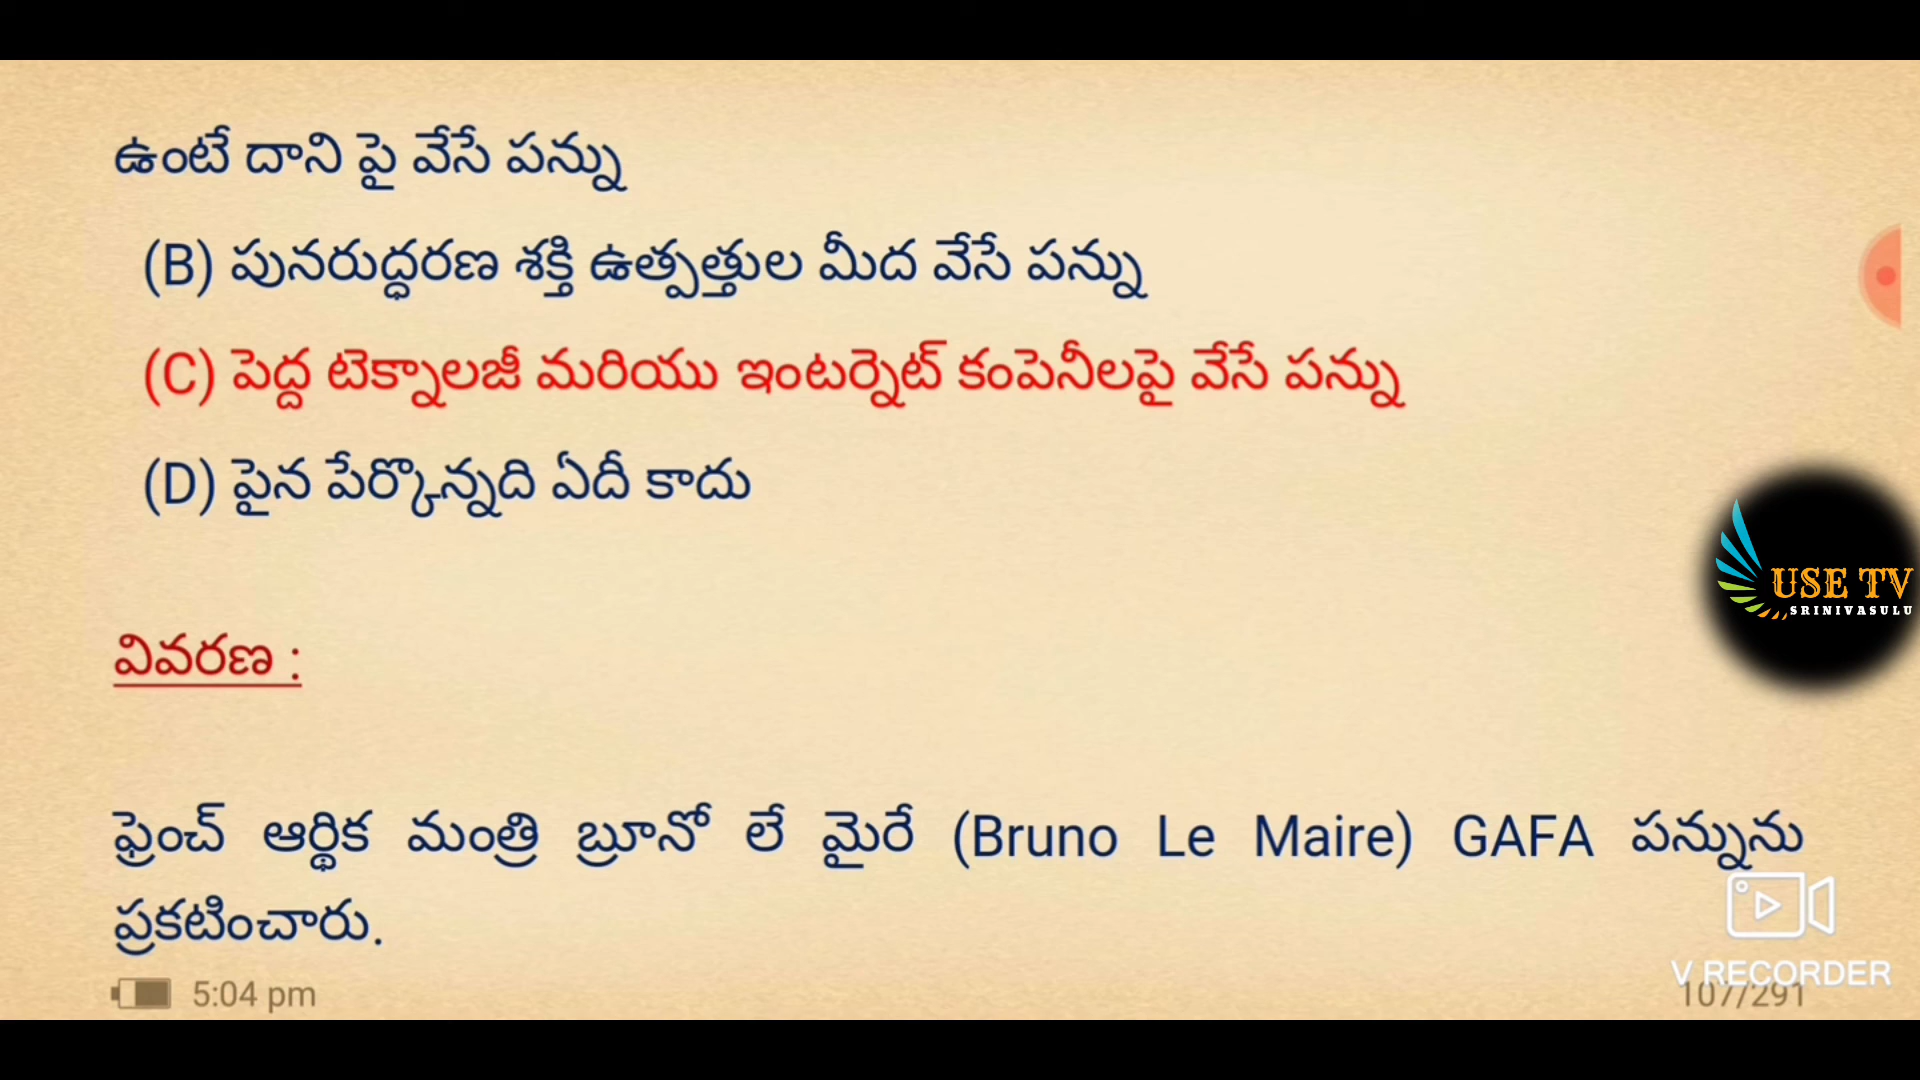 ఉంటే దాని పై వేసే పన్ను
(B) పునరుద్ధరణ శక్తి ఉత్పత్తుల మీద వేసే పన్ను
(C) పెద్ద టెక్నాలజీ మరియు ఇంటర్నెట్ కంపెనీలపై వేసే పన్ను
(D) పైన పేర్కొన్నది ఏదీ కాదు
USE TV
SRINIVASULU
వివరణ :
ఫ్రెంచ్ ఆర్థిక మంత్రి బ్రూనో లే మైరే (Bruno Le Maire) GAFA పన్నును
ప్రకటించారు.
V RECORDER
5:04 pm
107/291